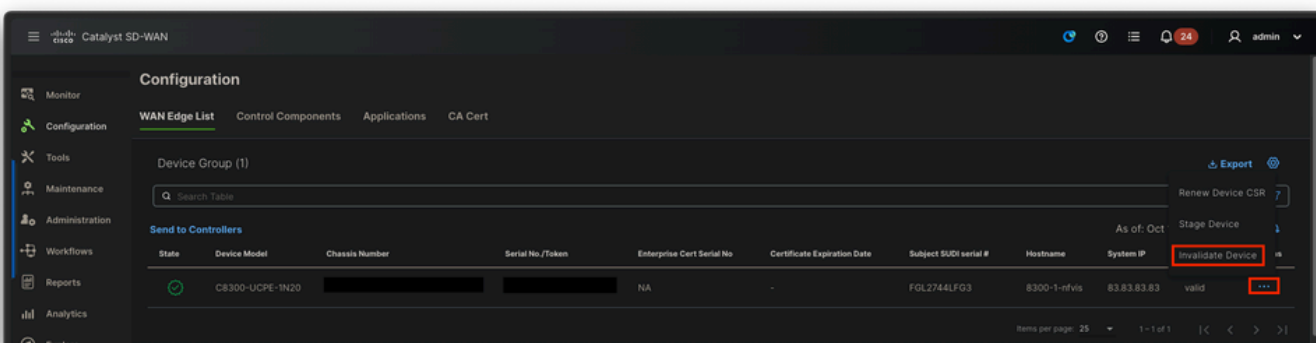 cisco Catalyst SD-WAN 24 admin
Configuration
Monitor
WAN Edge List Control Components Applications CA Cert
Configuration
Tools
Device Group (1) Export
Maintenance
Search Table
Renew Device CSR
Administration
Send to Controllers As of: Oct
Stage Device
Workflows
State Device Model Chassis Number Serial No./Token Enterprise Cert Serial No Certificate Expiration Date Subject SUDI serial # Hostname System IP
Invalidate Device
Reports
C8300-UCPE-1N20 NA - FGL2744LFG3 8300-1-nfvis 83.83.83.83 valid ...
Analytics
Items per page: 25 1–1 of 1